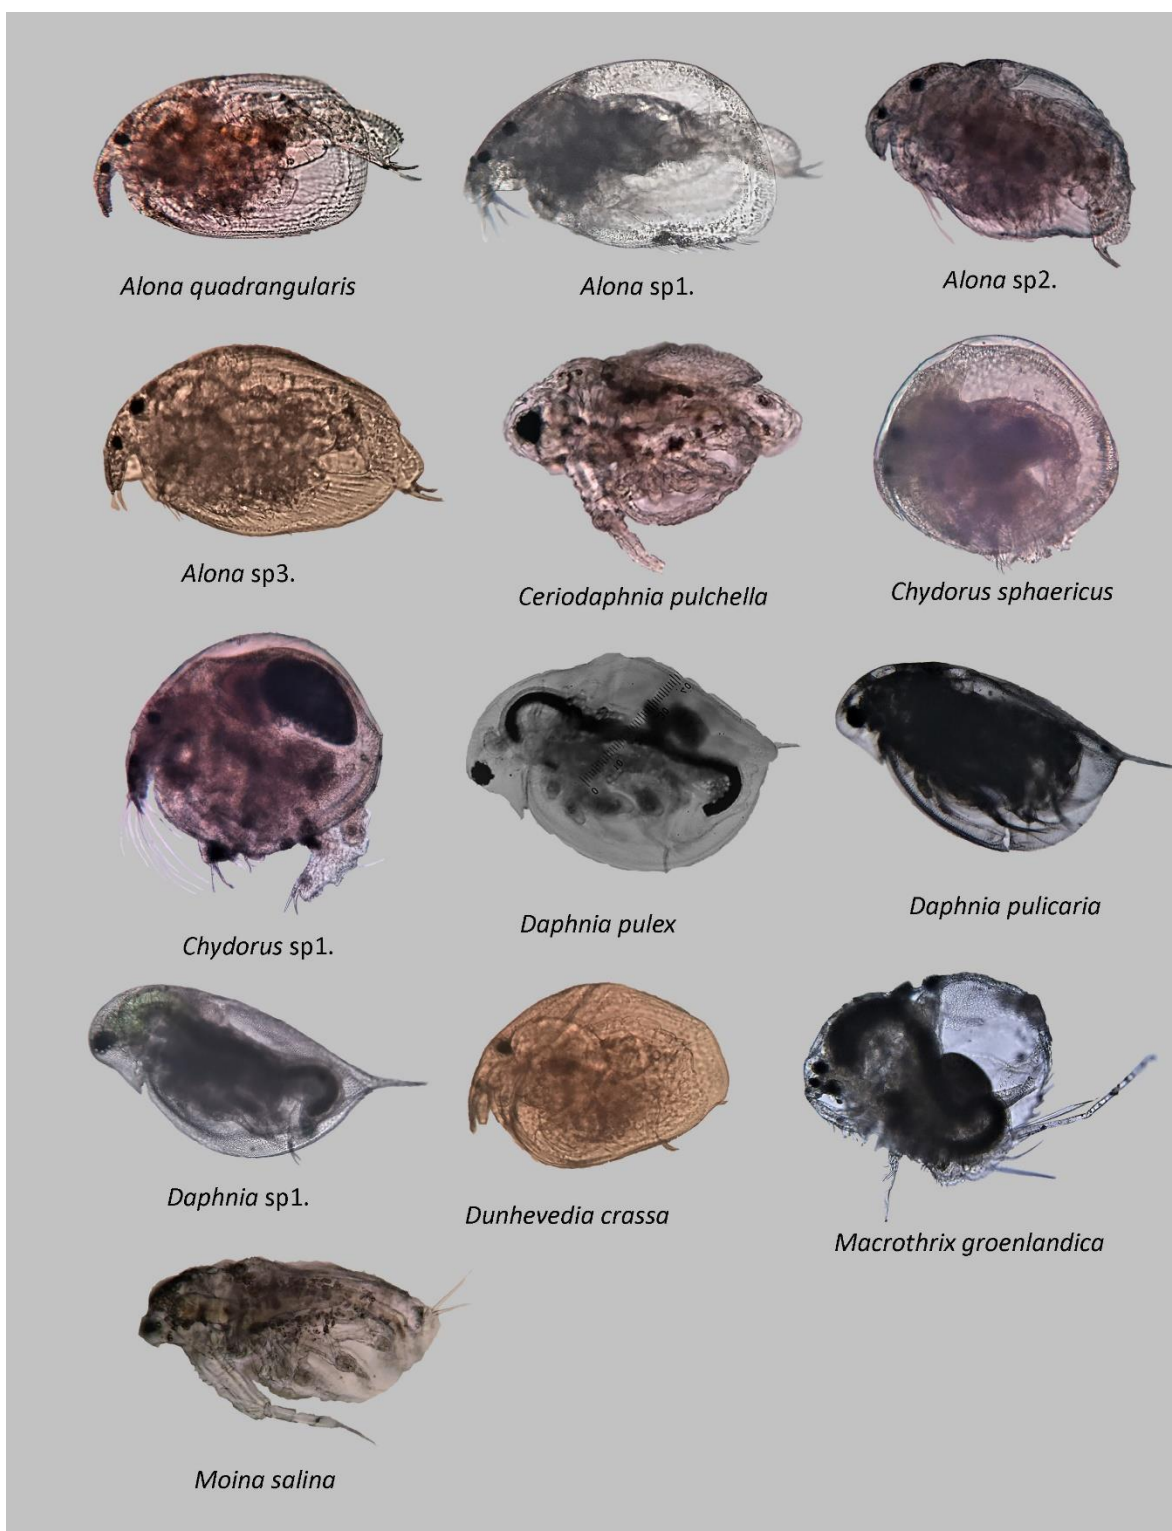 Alona quadrangularis
Alona sp1.
Alona sp2.
Alona sp3.
Ceriodaphnia pulchella
Chydorus sphaericus
Chydorus sp1.
Daphnia pulex
Daphnia pulicaria
Daphnia sp1.
Dunhevedia crassa
Macrothrix groenlandica
Moina salina